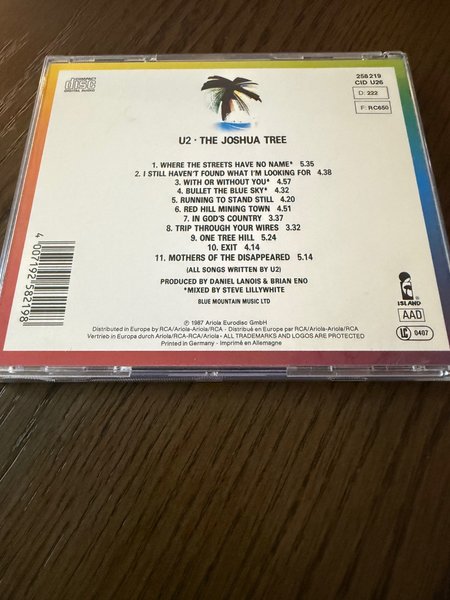 COMPACT
disc
DIGITAL AUDIO
258 219
CID U26
D: 222
F: RC650
U2 · THE JOSHUA TREE
1. WHERE THE STREETS HAVE NO NAME* 5.35
2. I STILL HAVEN'T FOUND WHAT I'M LOOKING FOR 4.38
3. WITH OR WITHOUT YOU* 4.57
4. BULLET THE BLUE SKY* 4.32
5. RUNNING TO STAND STILL 4.20
6. RED HILL MINING TOWN 4.51
7. IN GOD'S COUNTRY 3.37
8. TRIP THROUGH YOUR WIRES 3.32
9. ONE TREE HILL 5.24
10. EXIT 4.14
11. MOTHERS OF THE DISAPPEARED 5.14
(ALL SONGS WRITTEN BY U2)
PRODUCED BY DANIEL LANOIS & BRIAN ENO
*MIXED BY STEVE LILLYWHITE
BLUE MOUNTAIN MUSIC LTD
4 007192 582198
ISLAND
AAD
LC 0407
℗ 1987 Ariola Eurodisc GmbH
Distributed in Europe by RCA/Ariola-Ariola/RCA · Distribué en Europe par RCA/Ariola-Ariola/RCA
Vertrieb in Europa durch Ariola/RCA-RCA/Ariola · ALL TRADEMARKS AND LOGOS ARE PROTECTED
Printed in Germany · Imprimé en Allemagne